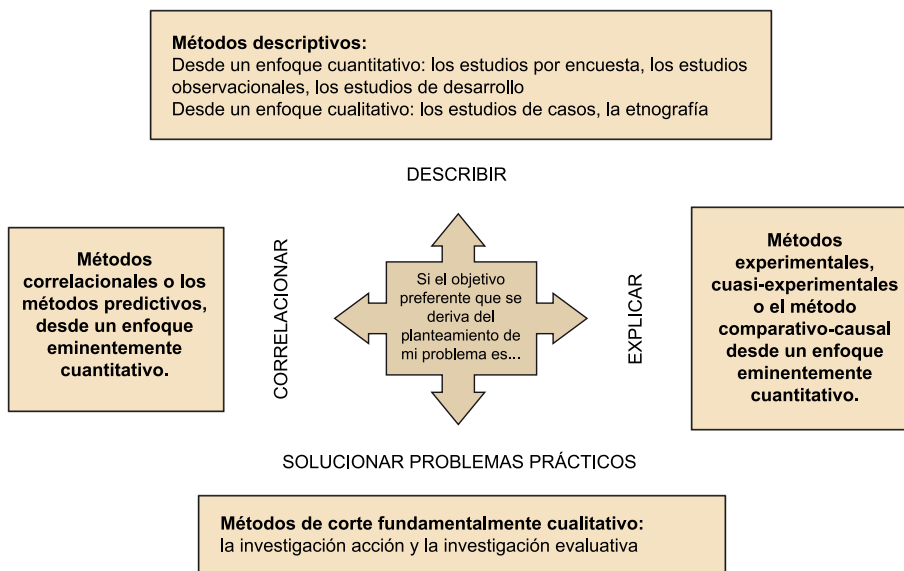 Métodos descriptivos:
Desde un enfoque cuantitativo: los estudios por encuesta, los estudios
observacionales, los estudios de desarrollo
Desde un enfoque cualitativo: los estudios de casos, la etnografía
DESCRIBIR
Métodos
correlacionales o los
métodos predictivos,
desde un enfoque
eminentemente
cuantitativo.
CORRELACIONAR
Si el objetivo
preferente que se
deriva del
planteamiento de
mi problema es...
EXPLICAR
Métodos
experimentales,
cuasi-experimentales
o el método
comparativo-causal
desde un enfoque
eminentemente
cuantitativo.
SOLUCIONAR PROBLEMAS PRÁCTICOS
Métodos de corte fundamentalmente cualitativo:
la investigación acción y la investigación evaluativa